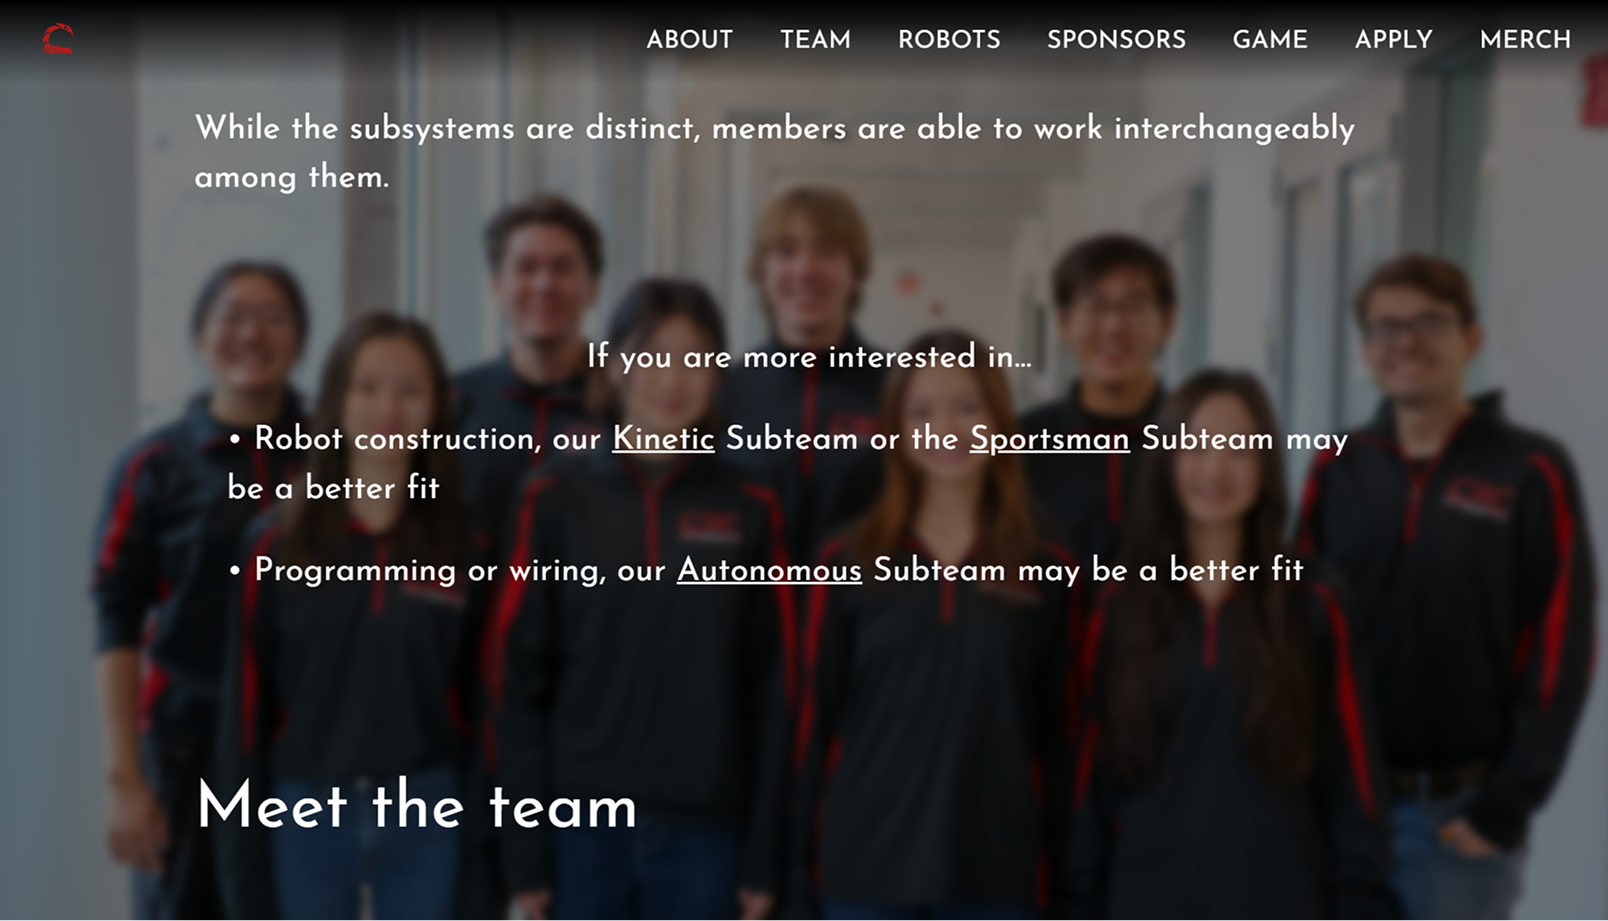 ABOUT TEAM ROBOTS SPONSORS GAME APPLY MERCH
While the subsystems are distinct, members are able to work interchangeably
among them.
If you are more interested in...
• Robot construction, our Kinetic Subteam or the Sportsman Subteam may
be a better fit
• Programming or wiring, our Autonomous Subteam may be a better fit
Meet the team